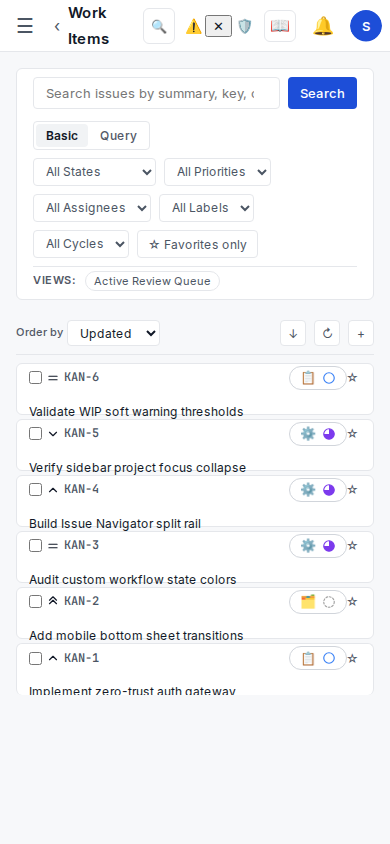 Work
Items
S
Search issues by summary, key, c
Search
Basic Query
All States All Priorities
All Assignees All Labels
All Cycles ☆ Favorites only
VIEWS: Active Review Queue
Order by Updated
KAN-6
Validate WIP soft warning thresholds
KAN-5
Verify sidebar project focus collapse
KAN-4
Build Issue Navigator split rail
KAN-3
Audit custom workflow state colors
KAN-2
Add mobile bottom sheet transitions
KAN-1
Implement zero-trust auth gateway